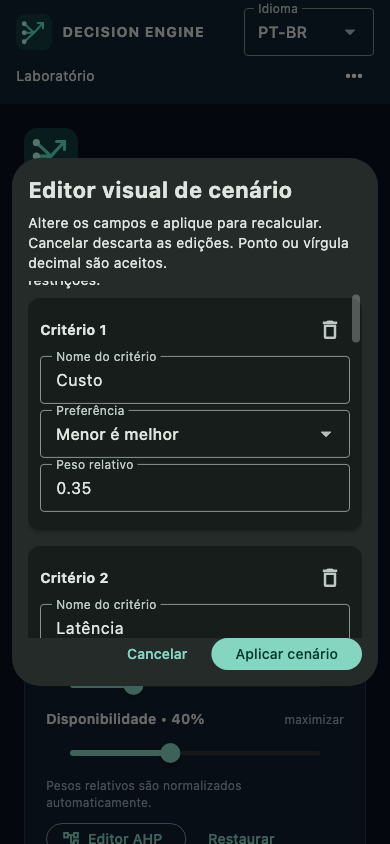 Idioma
DECISION ENGINE
PT-BR
Laboratório
Editor visual de cenário
Altere os campos e aplique para recalcular.
Cancelar descarta as edições. Ponto ou vírgula
decimal são aceitos.
restrições.
Critério 1
Nome do critério
Custo
Preferência
Menor é melhor
Peso relativo
0.35
Critério 2
Nome do critério
Latência
Cancelar
Aplicar cenário
Disponibilidade • 40%
maximizar
Pesos relativos são normalizados
automaticamente.
Editor AHP
Restaurar